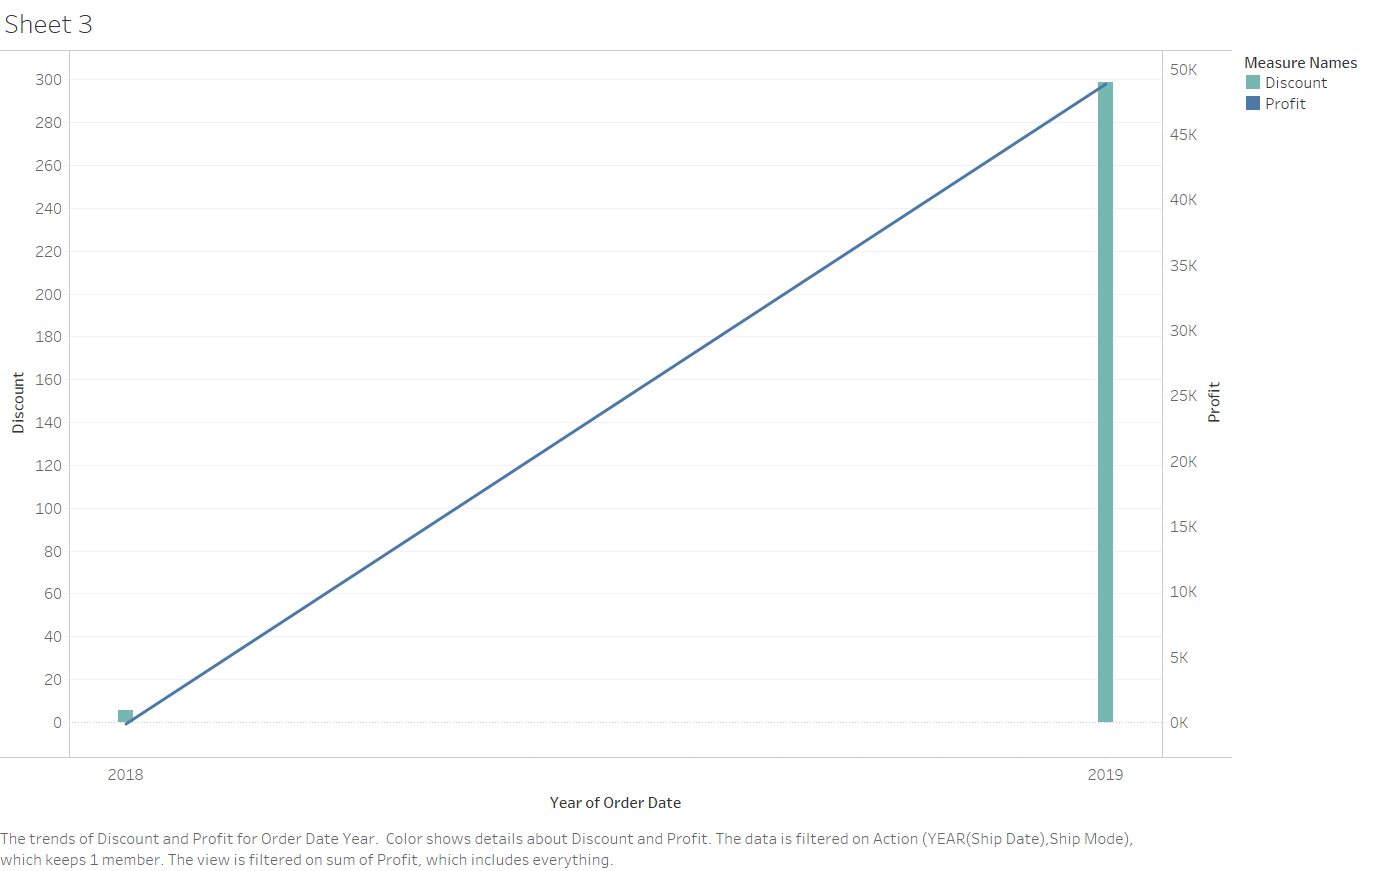 Sheet 3
Measure Names
Discount
Profit
300
280
260
240
220
200
180
160
140
120
100
80
60
40
20
0
Discount
50K
45K
40K
35K
30K
25K
20K
15K
10K
5K
0K
Profit
2018
2019
Year of Order Date
The trends of Discount and Profit for Order Date Year.  Color shows details about Discount and Profit. The data is filtered on Action (YEAR(Ship Date),Ship Mode),
which keeps 1 member. The view is filtered on sum of Profit, which includes everything.